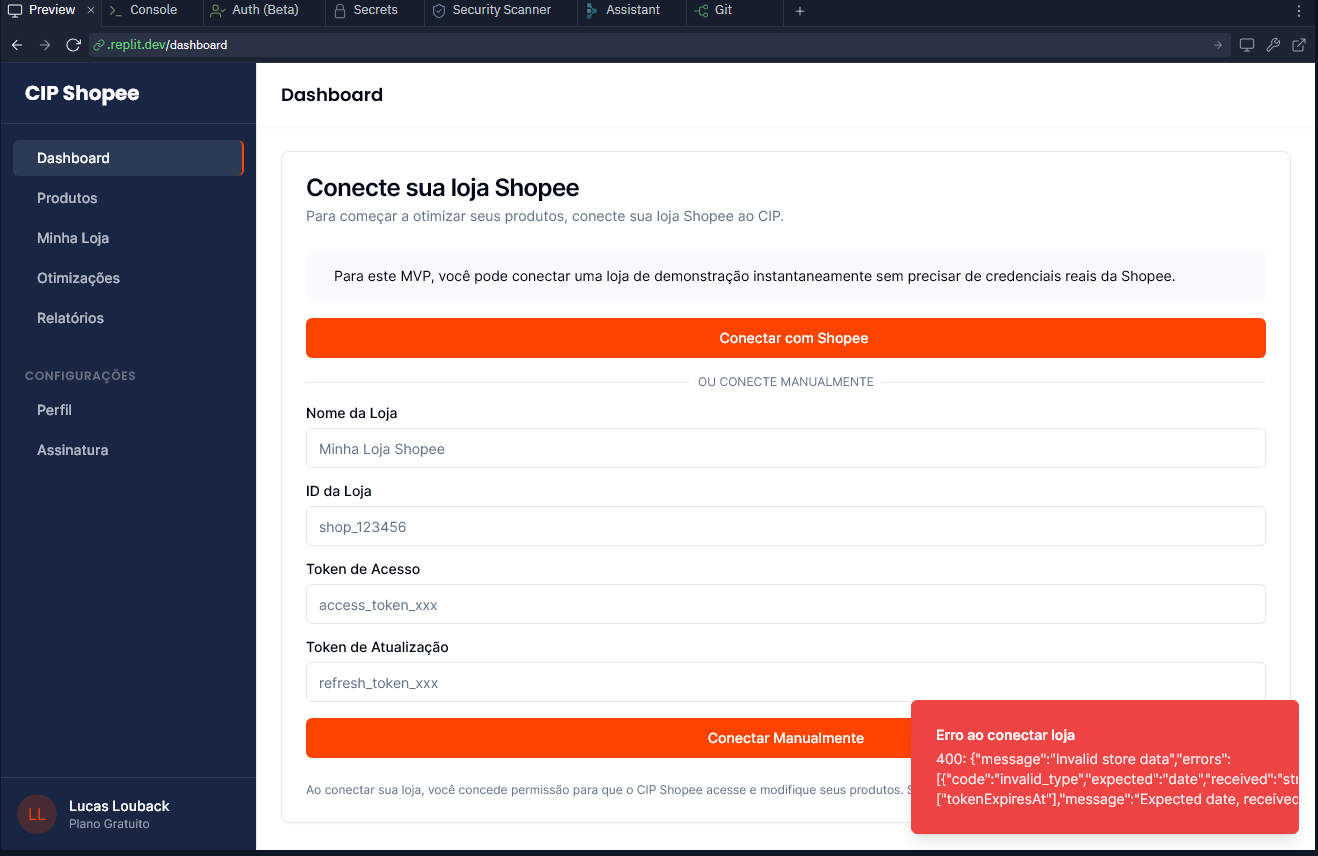 Preview × Console Auth (Beta) Secrets Security Scanner Assistant Git +
.replit.dev/dashboard
CIP Shopee
Dashboard
Produtos
Minha Loja
Otimizações
Relatórios
CONFIGURAÇÕES
Perfil
Assinatura
LL
Lucas Louback
Plano Gratuito
Dashboard
Conecte sua loja Shopee
Para começar a otimizar seus produtos, conecte sua loja Shopee ao CIP.
Para este MVP, você pode conectar uma loja de demonstração instantaneamente sem precisar de credenciais reais da Shopee.
Conectar com Shopee
OU CONECTE MANUALMENTE
Nome da Loja
Minha Loja Shopee
ID da Loja
shop_123456
Token de Acesso
access_token_xxx
Token de Atualização
refresh_token_xxx
Conectar Manualmente
Ao conectar sua loja, você concede permissão para que o CIP Shopee acesse e modifique seus produtos.
Erro ao conectar loja
400: {"message":"Invalid store data","errors":
[{"code":"invalid_type","expected":"date","received":"str
["tokenExpiresAt"],"message":"Expected date, received